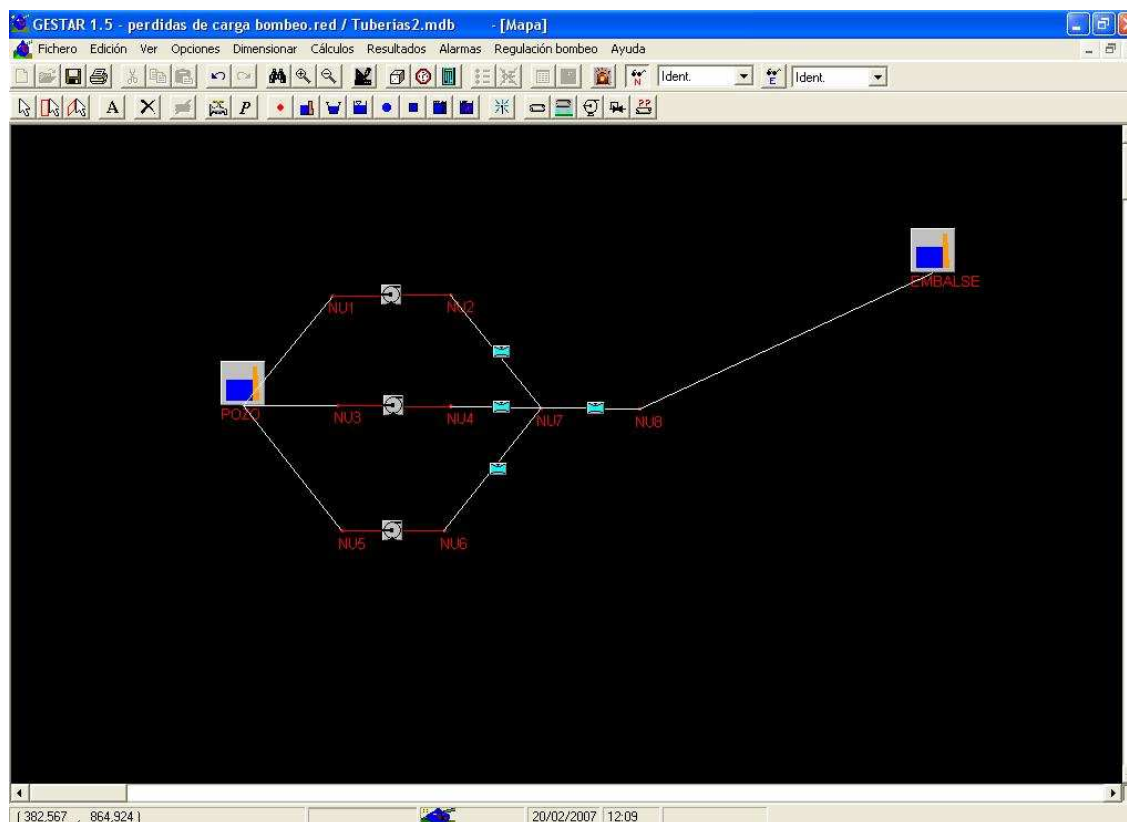 GESTAR 1.5 - perdidas de carga bombeo.red / Tuberias2.mdb - [Mapa]
Fichero Edición Ver Opciones Dimensionar Cálculos Resultados Alarmas Regulación bombeo Ayuda
N Ident. E Ident.
A P
EMBALSE
NU1 NU2
POZO NU3 NU4 NU7 NU8
NU5 NU6
( 382.567 , 864.924 ) 20/02/2007 12:09